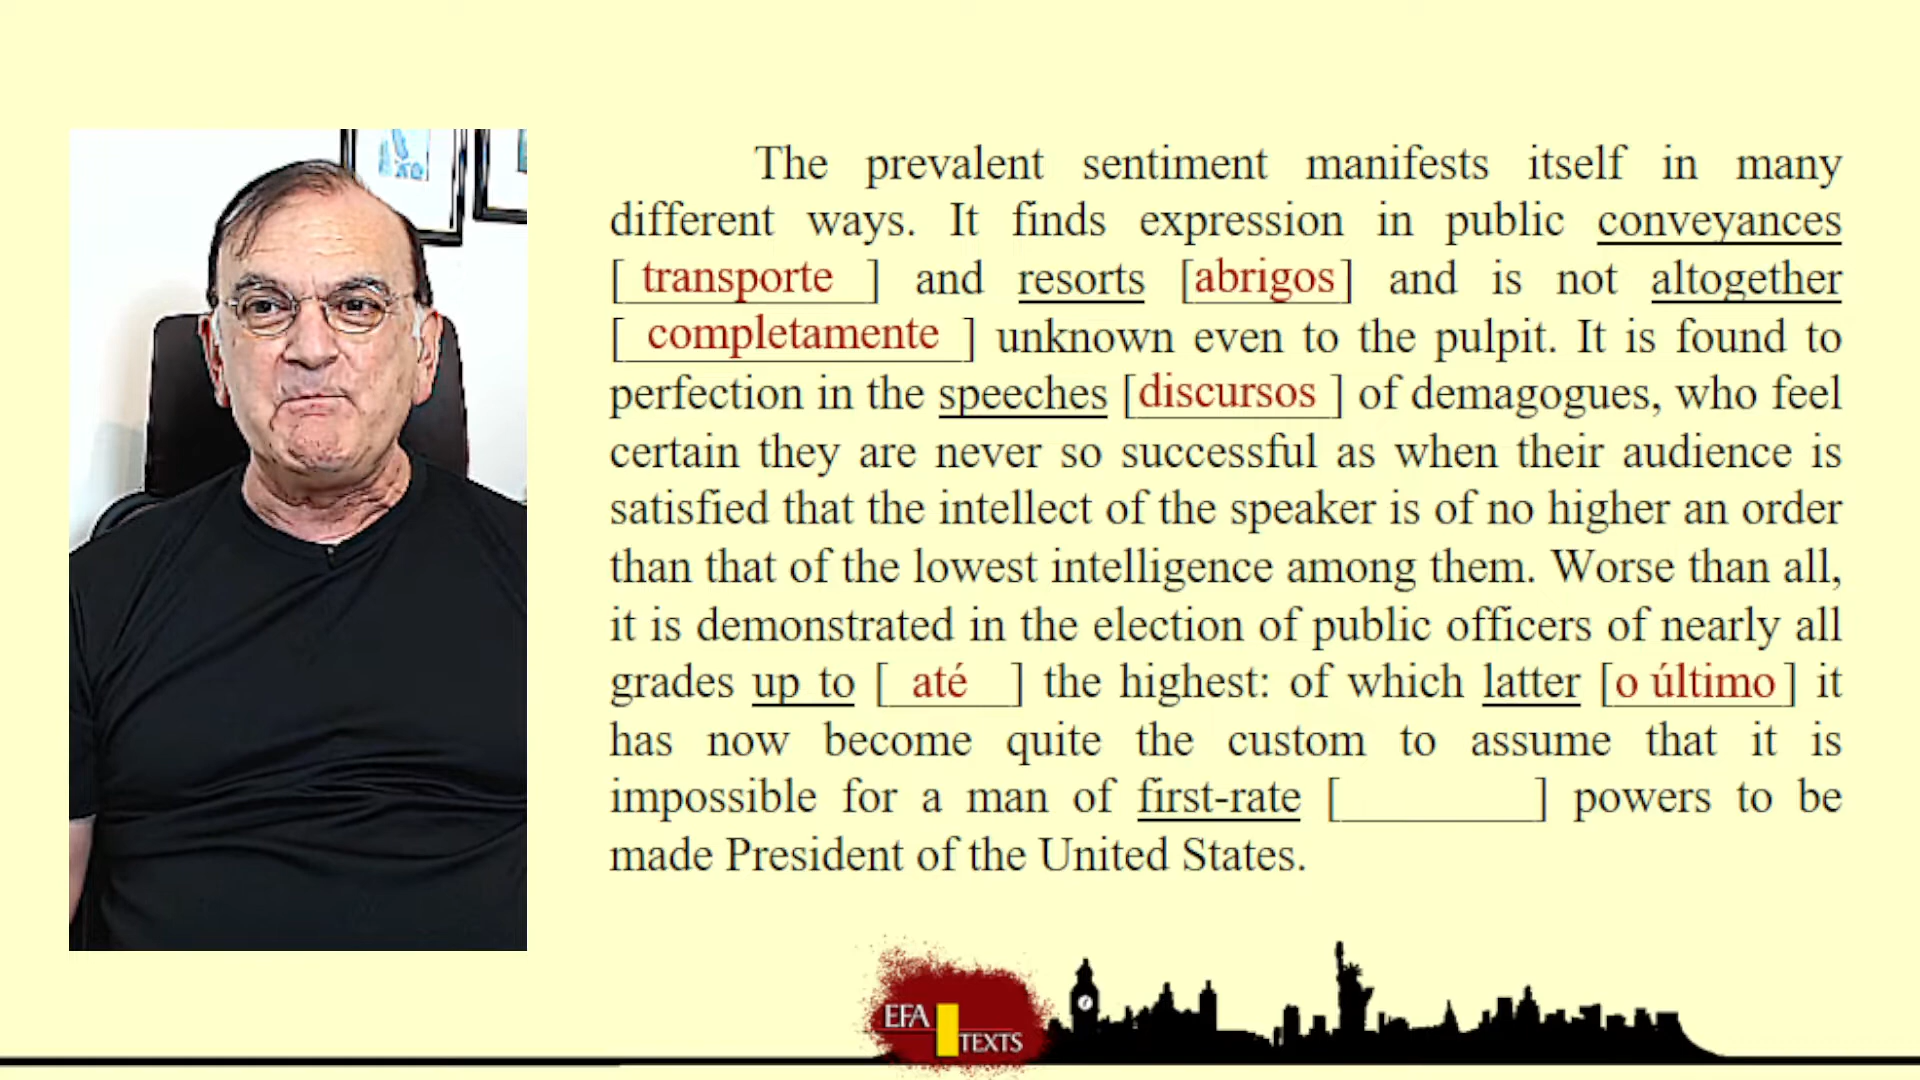 The prevalent sentiment manifests itself in many
different ways. It finds expression in public conveyances
[ transporte ] and resorts [abrigos] and is not altogether
[ completamente ] unknown even to the pulpit. It is found to
perfection in the speeches [discursos ] of demagogues, who feel
certain they are never so successful as when their audience is
satisfied that the intellect of the speaker is of no higher an order
than that of the lowest intelligence among them. Worse than all,
it is demonstrated in the election of public officers of nearly all
grades up to [ até ] the highest: of which latter [o último] it
has now become quite the custom to assume that it is
impossible for a man of first-rate [________] powers to be
made President of the United States.
EFA
TEXTS